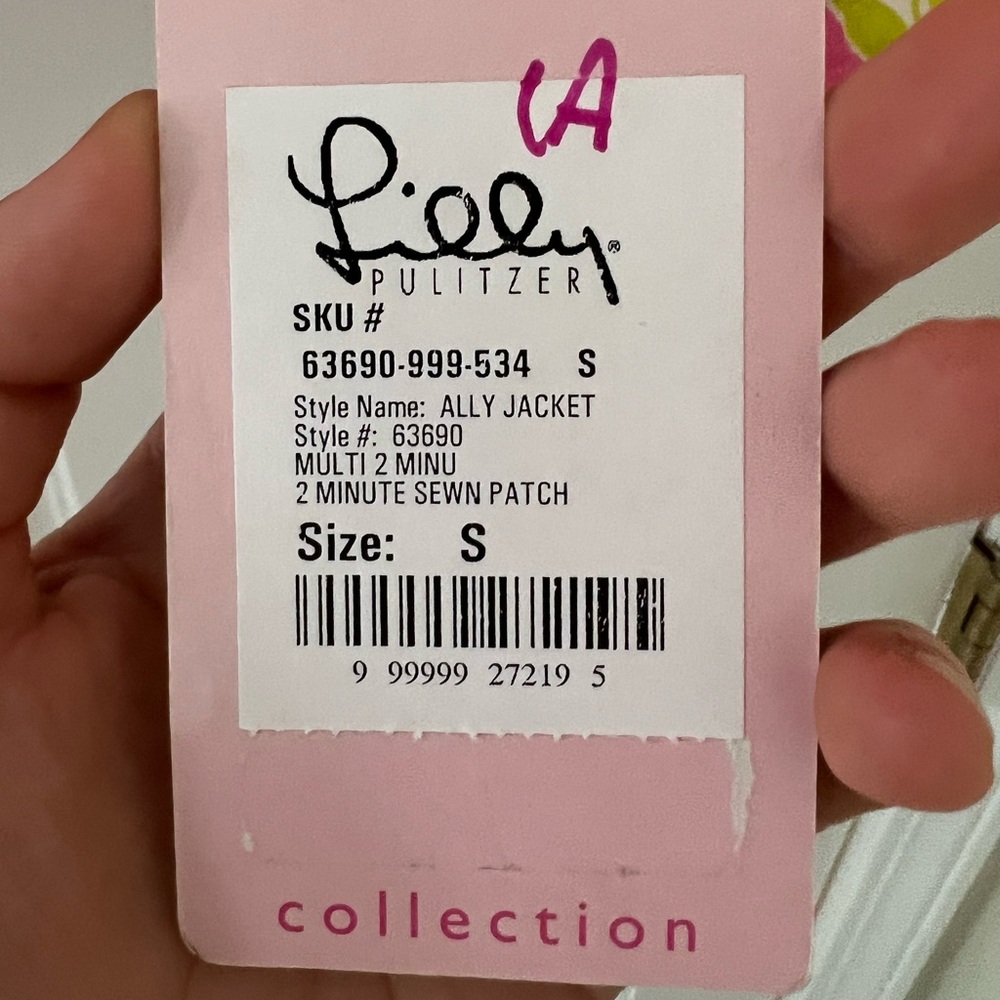 CA
Lilly®
PULITZER
SKU #
63690-999-534 S
Style Name: ALLY JACKET
Style #: 63690
MULTI 2 MINU
2 MINUTE SEWN PATCH
Size: S
9 99999 27219 5
collection